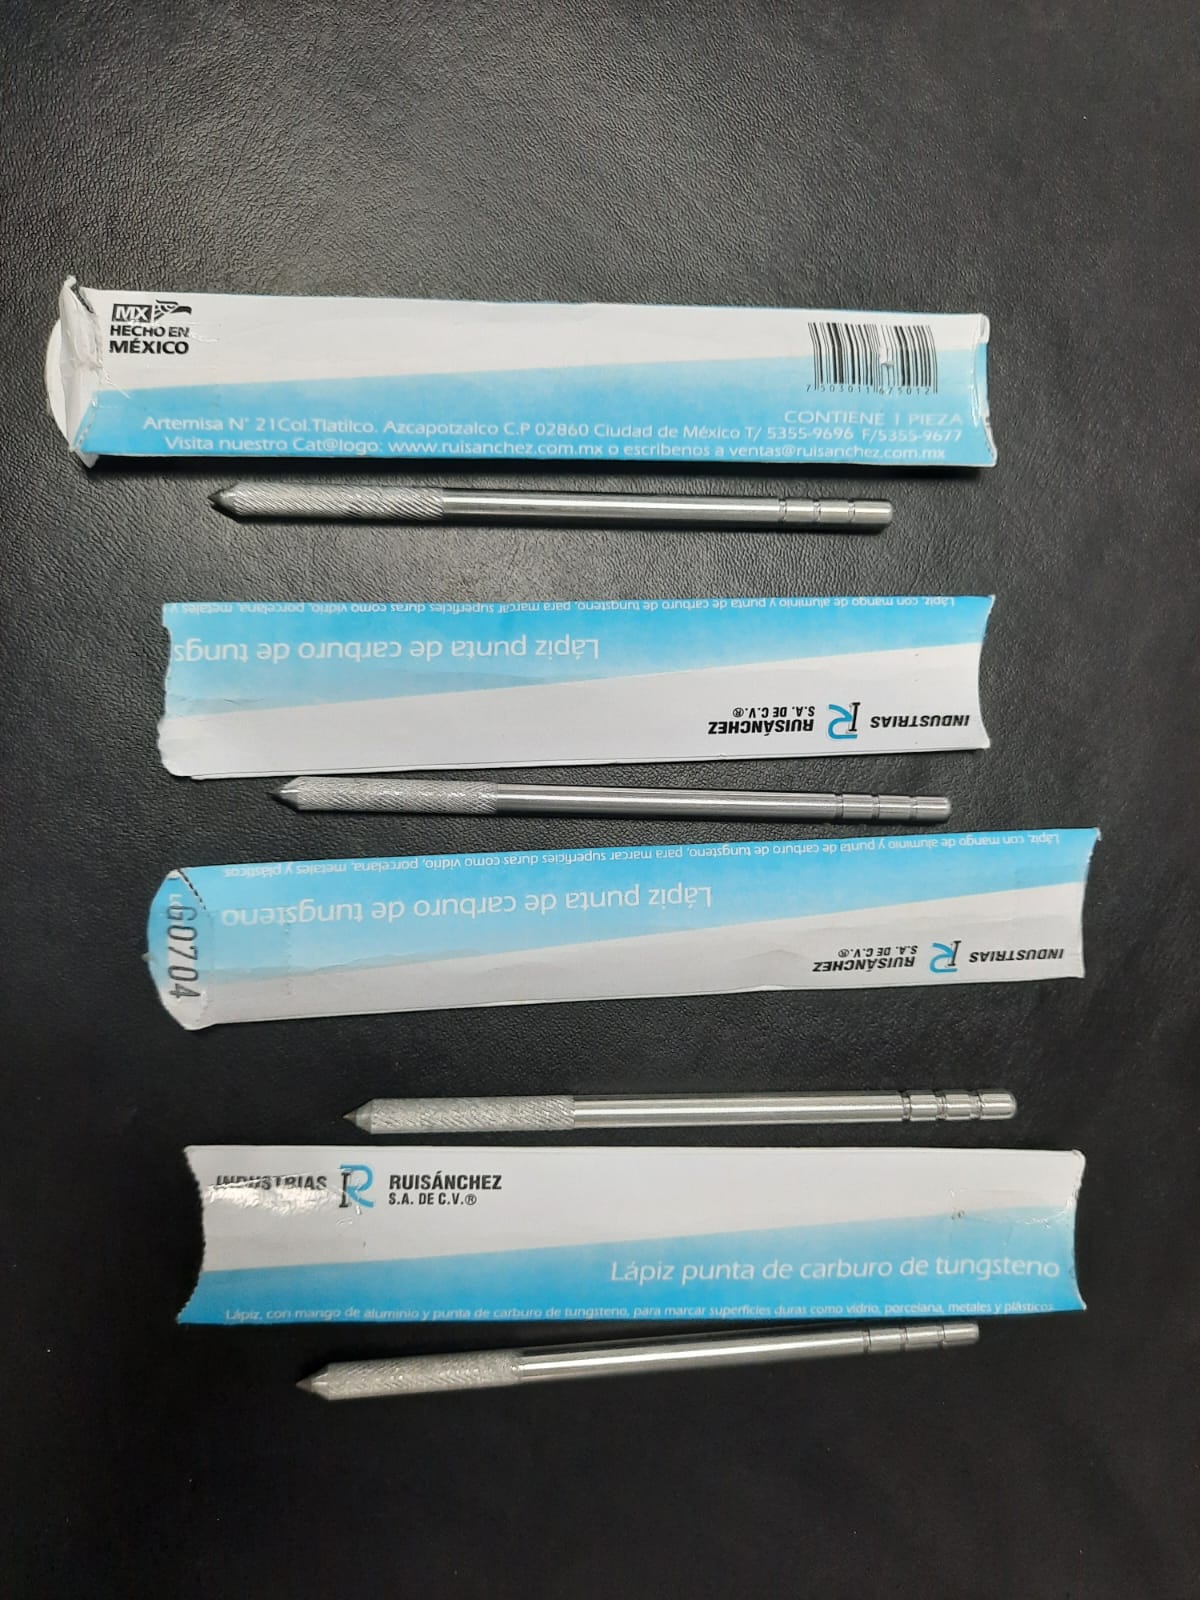 MX
HECHO EN
MÉXICO
7 503011 675012
CONTIENE 1 PIEZA
Artemisa N° 21Col.Tlatilco. Azcapotzalco C.P 02860 Ciudad de México T/ 5355-9696 F/5355-9677
Visita nuestro Cat@logo: www.ruisanchez.com.mx o escribenos a ventas@ruisanchez.com.mx
INDUSTRIAS IR RUISÁNCHEZ
S.A. DE C.V.®
Lápiz punta de carburo de tungs
Lápiz, con mango de aluminio y punta de carburo de tungsteno, para marcar superficies duras como vidrio, porcelana, metales y
INDUSTRIAS IR RUISÁNCHEZ
S.A. DE C.V.®
Lápiz punta de carburo de tungsteno
Lápiz, con mango de aluminio y punta de carburo de tungsteno, para marcar superficies duras como vidrio, porcelana, metales y plásticos
G0704
INDUSTRIAS IR RUISÁNCHEZ
S.A. DE C.V.®
Lápiz punta de carburo de tungsteno
Lápiz, con mango de aluminio y punta de carburo de tungsteno, para marcar superficies duras como vidrio, porcelana, metales y plásticos